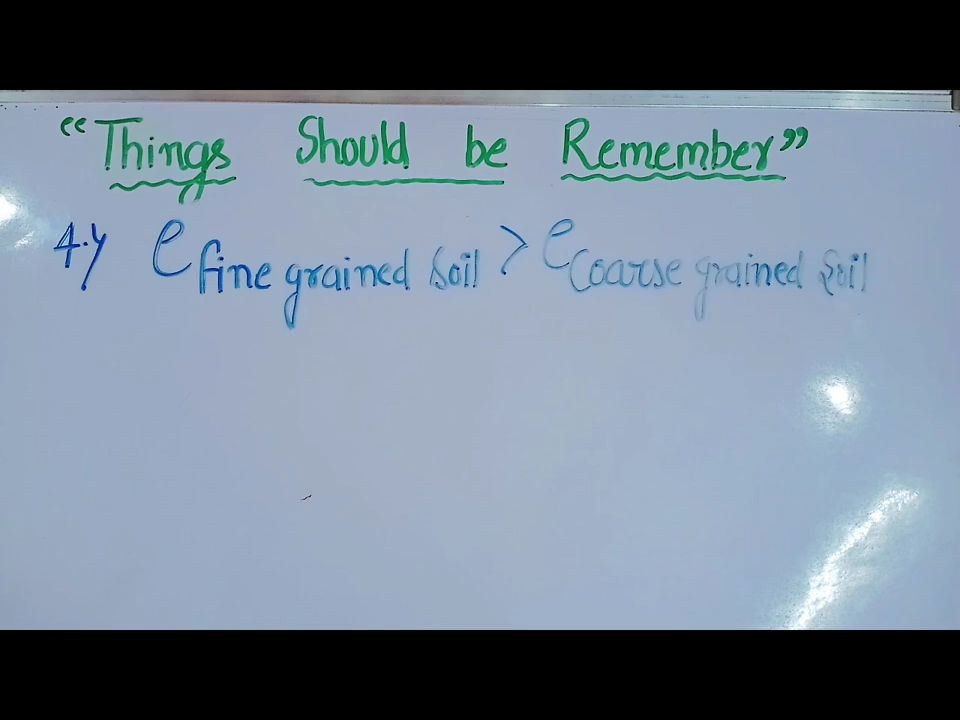 “Things Should be Remember”
4.) e fine grained soil > e Coarse grained Soil